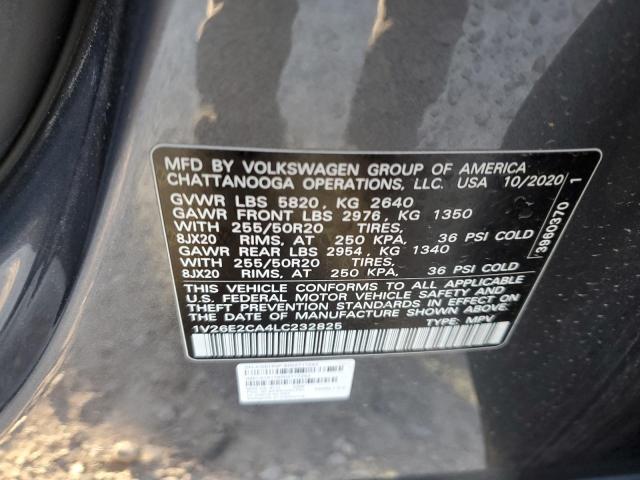 MFD BY VOLKSWAGEN GROUP OF AMERICA
CHATTANOOGA OPERATIONS, LLC. USA 10/2020
GVWR LBS 5820, KG 2640
GAWR FRONT LBS 2976, KG 1350
WITH 255/50R20 TIRES,
8JX20 RIMS, AT 250 KPA, 36 PSI COLD
GAWR REAR LBS 2954, KG 1340
WITH 255/50R20 TIRES,
8JX20 RIMS, AT 250 KPA, 36 PSI COLD
THIS VEHICLE CONFORMS TO ALL APPLICABLE
U.S. FEDERAL MOTOR VEHICLE SAFETY AND
THEFT PREVENTION STANDARDS IN EFFECT
ON THE DATE OF MANUFACTURE SHOWN ABOVE.
1V26E2CA4LC232825 TYPE: MPV
3960370 1